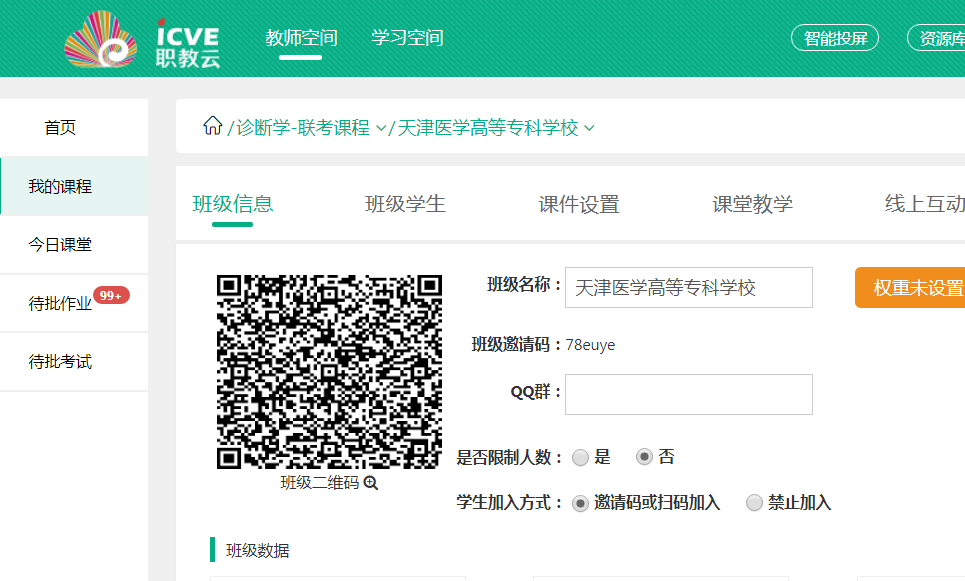 iCVE
职教云
教师空间 学习空间 智能投屏 资源库
首页
我的课程
今日课堂
待批作业 99+
待批考试
/诊断学-联考课程 /天津医学高等专科学校
班级信息 班级学生 课件设置 课堂教学 线上互动
班级名称： 天津医学高等专科学校 权重未设置
班级邀请码：78euye
QQ群：
是否限制人数： 是 否
学生加入方式： 邀请码或扫码加入 禁止加入
班级二维码
班级数据